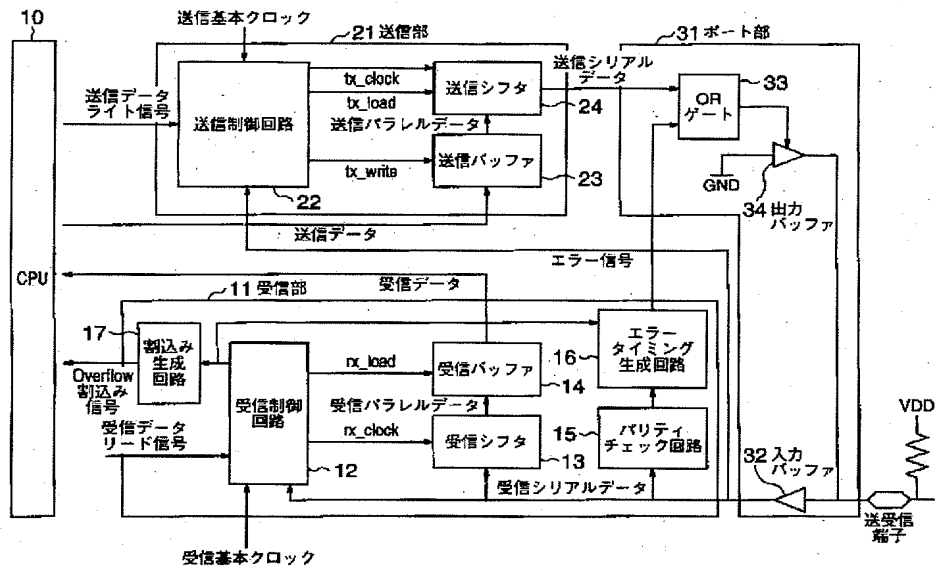 10
CPU
送信基本クロック
21 送信部
送信データ
ライト信号
送信制御回路
22
tx_clock
tx_load
送信パラレルデータ
tx_write
送信シフタ
24
送信バッファ
23
送信データ
31 ポート部
送信シリアル
データ
OR
ゲート
33
GND
34 出力
バッファ
エラー信号
受信データ
11 受信部
17
割込み
生成
回路
Overflow
割込み
信号
受信データ
リード信号
受信制御
回路
12
rx_load
受信パラレルデータ
rx_clock
受信バッファ
14
受信シフタ
13
エラー
タイミング
生成回路
16
パリティ
チェック回路
15
受信シリアルデータ
32 入力
バッファ
VDD
送受信
端子
受信基本クロック